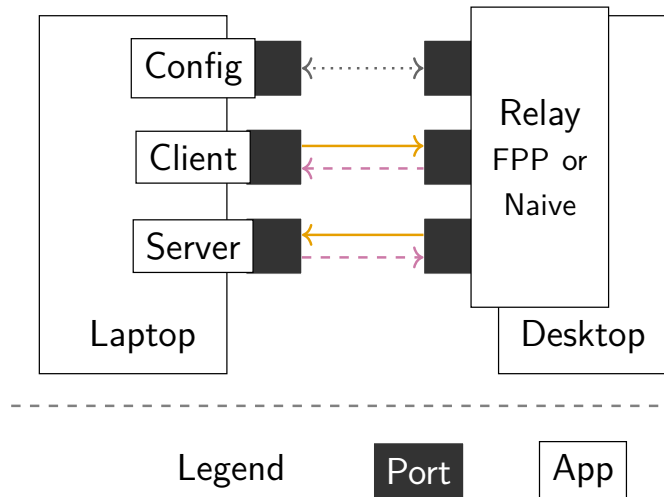 Config
Client
Server
Laptop
Relay
FPP or
Naive
Desktop
Legend
Port
App